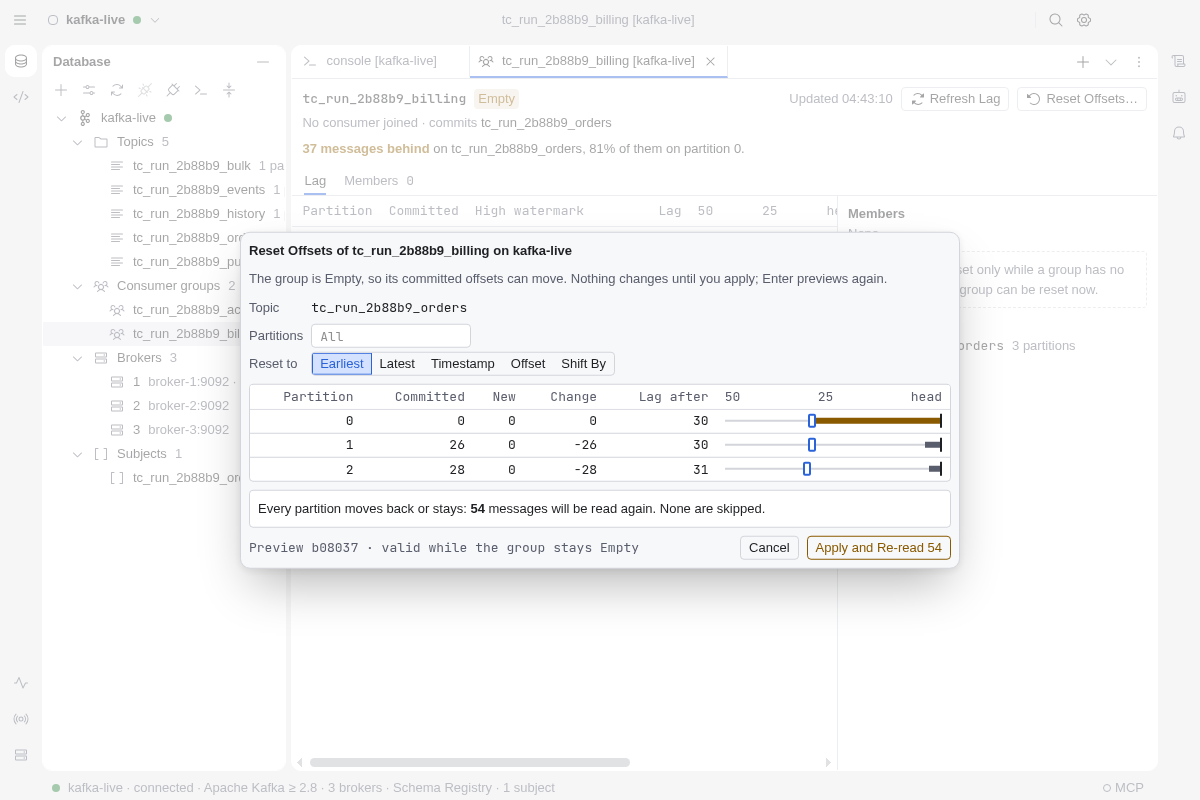 kafka-live
tc_run_2b88b9_billing [kafka-live]
Database
console [kafka-live]
tc_run_2b88b9_billing [kafka-live]
kafka-live
Topics 5
tc_run_2b88b9_bulk 1 pa
tc_run_2b88b9_events 1
tc_run_2b88b9_history 1
tc_run_2b88b9_ord
tc_run_2b88b9_pu
Consumer groups 2
tc_run_2b88b9_ac
tc_run_2b88b9_bil
Brokers 3
1 broker-1:9092 ·
2 broker-2:9092
3 broker-3:9092
Subjects 1
tc_run_2b88b9_ord
tc_run_2b88b9_billing Empty
Updated 04:43:10
Refresh Lag
Reset Offsets…
No consumer joined · commits tc_run_2b88b9_orders
37 messages behind on tc_run_2b88b9_orders, 81% of them on partition 0.
Lag
Members 0
Partition Committed High watermark Lag 50 25 he
Members
set only while a group has no
group can be reset now.
orders 3 partitions
Reset Offsets of tc_run_2b88b9_billing on kafka-live
The group is Empty, so its committed offsets can move. Nothing changes until you apply; Enter previews again.
Topic tc_run_2b88b9_orders
Partitions All
Reset to Earliest Latest Timestamp Offset Shift By
Partition Committed New Change Lag after 50 25 head
0 0 0 0 30
1 26 0 -26 30
2 28 0 -28 31
Every partition moves back or stays: 54 messages will be read again. None are skipped.
Preview b08037 · valid while the group stays Empty
Cancel
Apply and Re-read 54
kafka-live · connected · Apache Kafka ≥ 2.8 · 3 brokers · Schema Registry · 1 subject
MCP